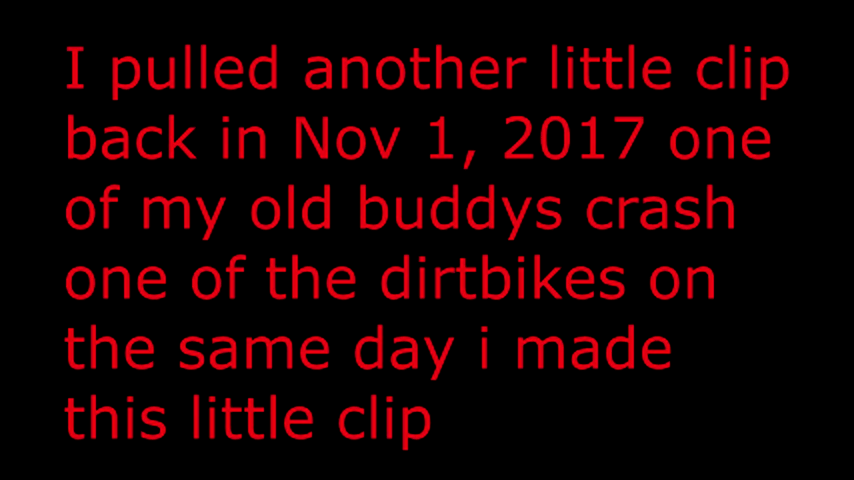 I pulled another little clip
back in Nov 1, 2017 one
of my old buddys crash
one of the dirtbikes on
the same day i made
this little clip